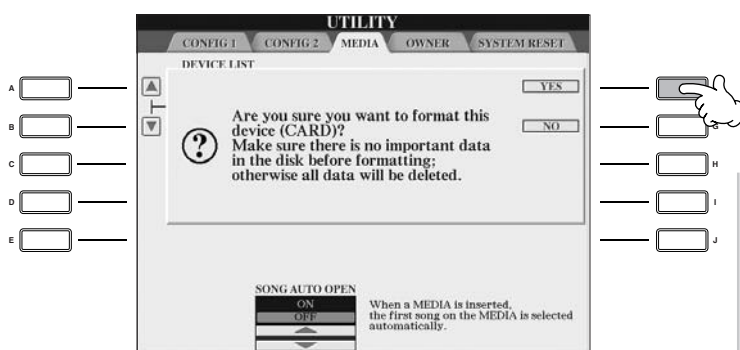 UTILITY
CONFIG 1 CONFIG 2 MEDIA OWNER SYSTEM RESET
DEVICE LIST
A
YES
B
NO
G
Are you sure you want to format this
device (CARD)?
Make sure there is no important data
in the disk before formatting;
otherwise all data will be deleted.
?
C
H
D
I
E
J
SONG AUTO OPEN
ON
OFF
When a MEDIA is inserted,
the first song on the MEDIA is selected
automatically.